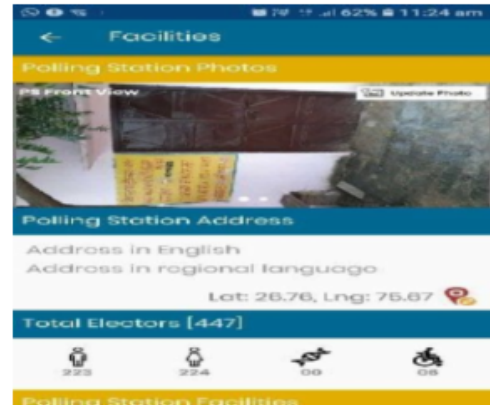 62% 11:24 am
← Facilities
Polling Station Photos
PS Front View Update Photo
Polling Station Address
Address in English
Address in regional language
Lat: 26.76, Lng: 75.67
Total Electors [447]
223 224 00 06
Polling Station Facilities